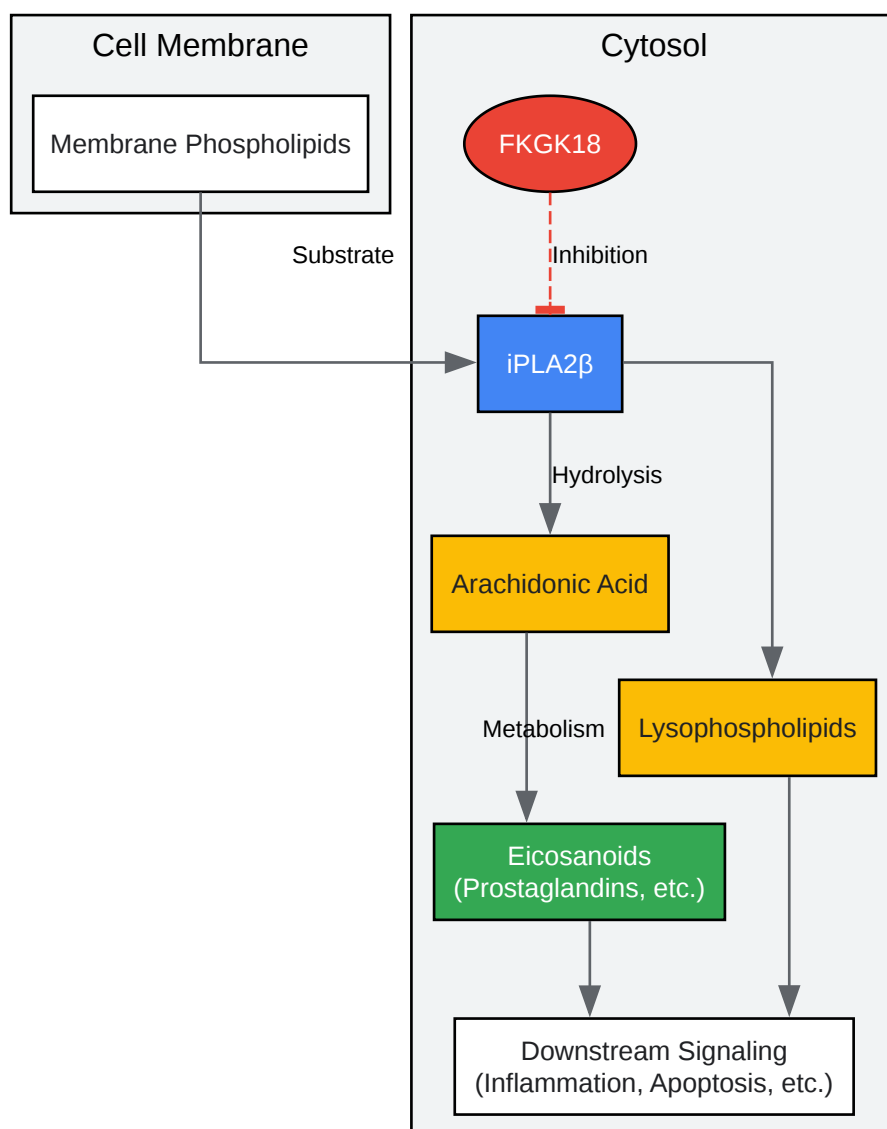 Cell Membrane
Cytosol
Membrane Phospholipids
FKGK18
Substrate
Inhibition
iPLA2β
Hydrolysis
Arachidonic Acid
Metabolism
Lysophospholipids
Eicosanoids
(Prostaglandins, etc.)
Downstream Signaling
(Inflammation, Apoptosis, etc.)